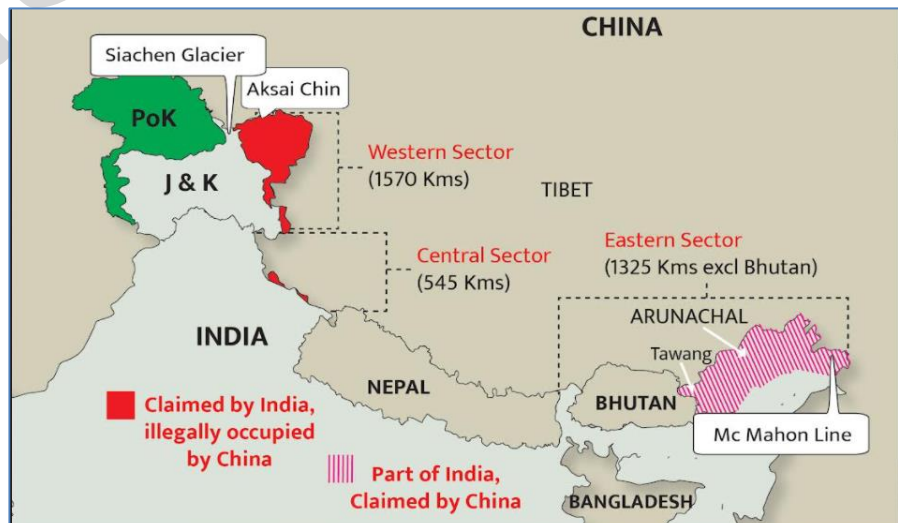 CHINA
Siachen Glacier
Aksai Chin
PoK
Western Sector
(1570 Kms)
J & K
TIBET
Eastern Sector
(1325 Kms excl Bhutan)
Central Sector
(545 Kms)
ARUNACHAL
INDIA
Tawang
NEPAL
BHUTAN
Claimed by India,
illegally occupied
by China
Mc Mahon Line
Part of India,
Claimed by China
BANGLADESH